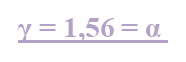 γ = 1,56 = α